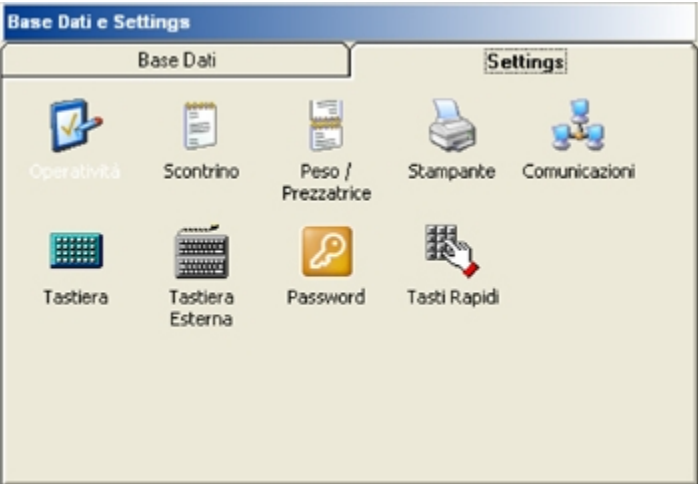 Base Dati e Settings
Base Dati
Settings
Operatività
Scontrino
Peso /
Prezzatrice
Stampante
Comunicazioni
Tastiera
Tastiera
Esterna
Password
Tasti Rapidi